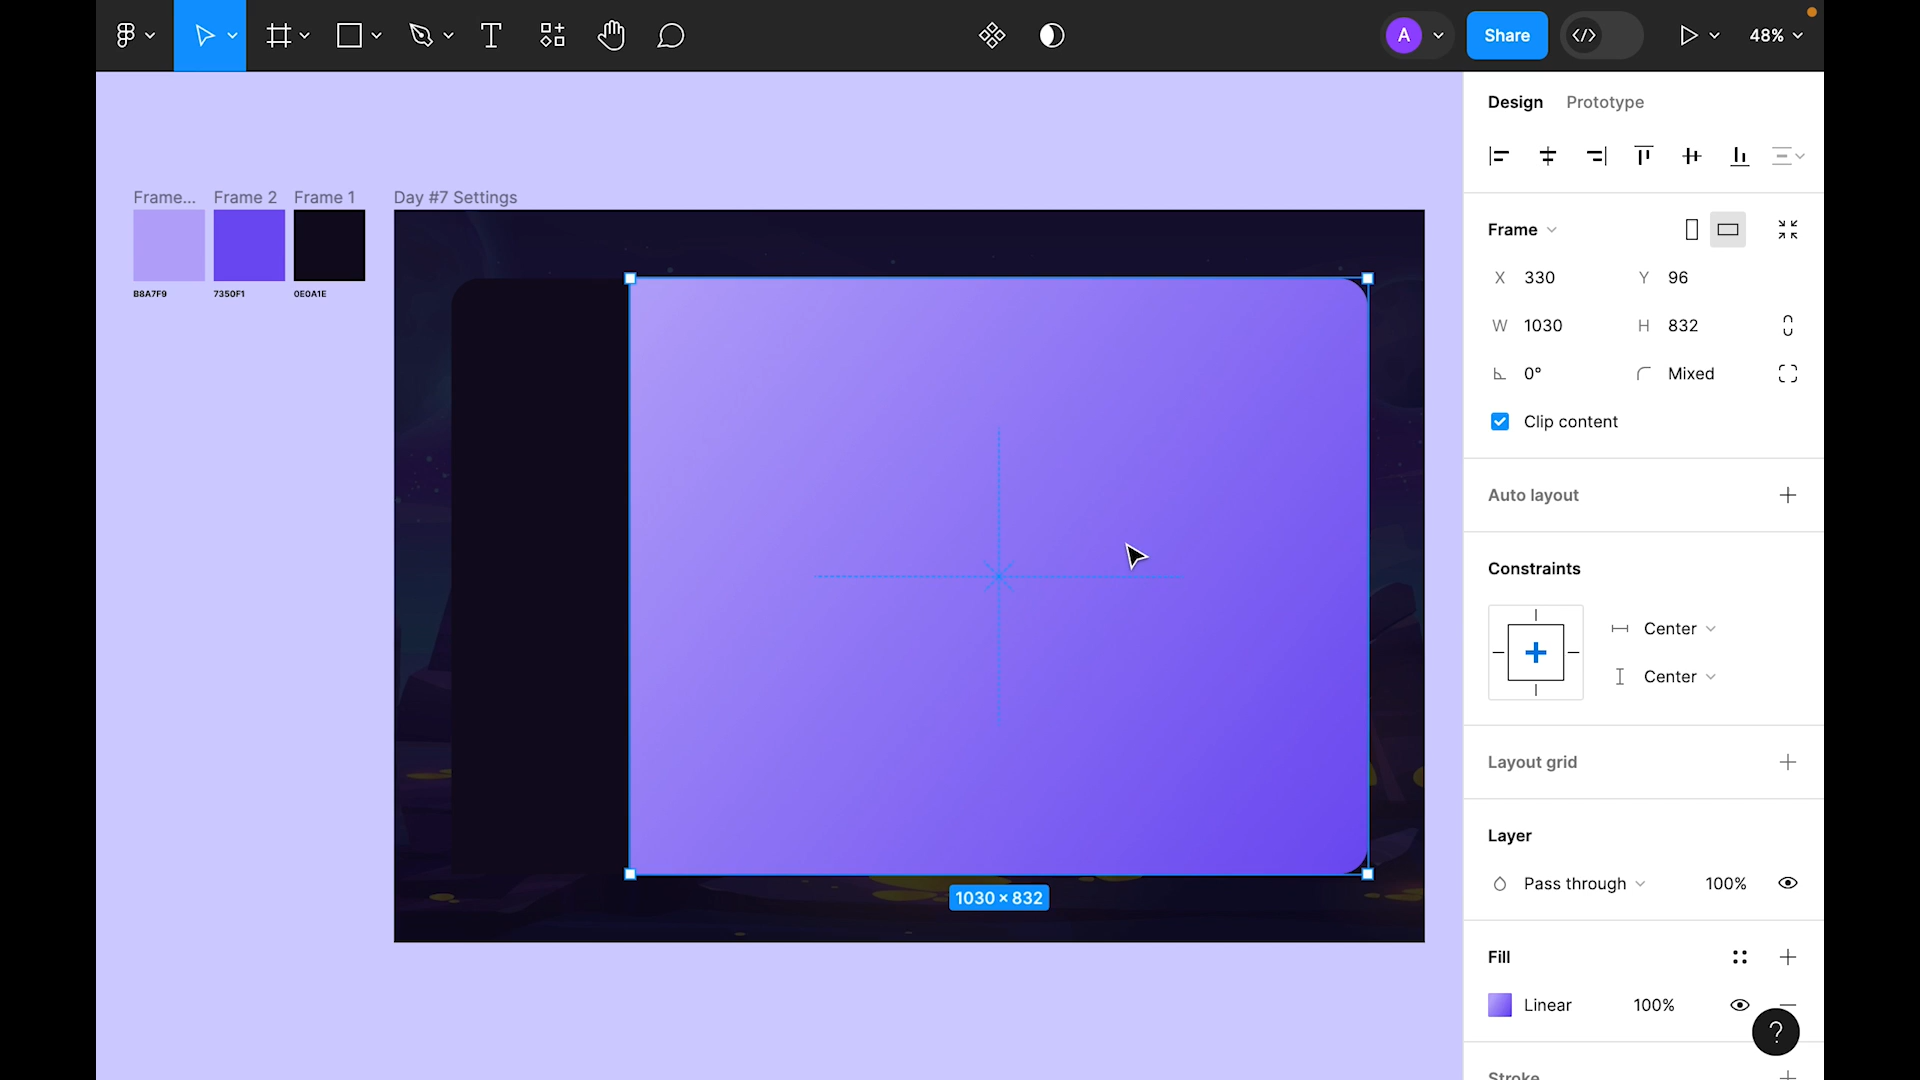 A
Share
48%
Design
Prototype
Frame...
Frame 2
Frame 1
Day #7 Settings
B8A7F9
7350F1
0E0A1E
1030 × 832
Frame
X 330
Y 96
W 1030
H 832
0°
Mixed
Clip content
Auto layout
Constraints
Center
Center
Layout grid
Layer
Pass through
100%
Fill
Linear
100%
?
Stroke